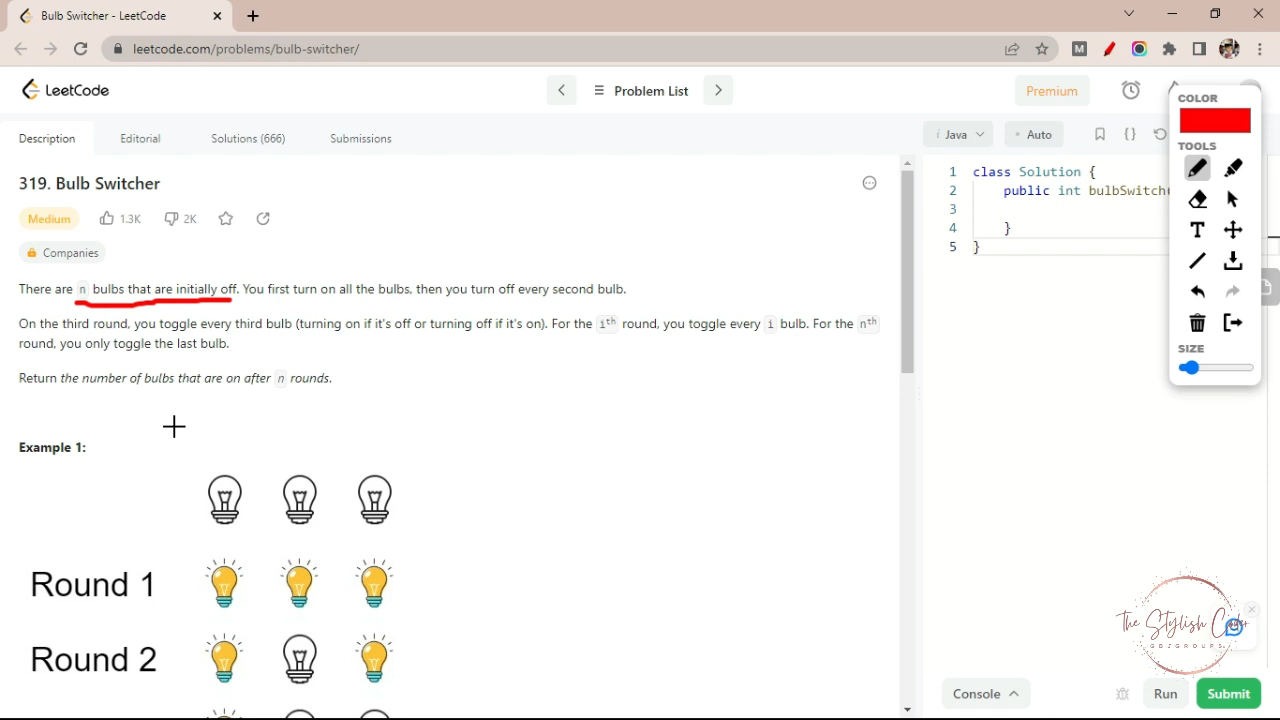 Bulb Switcher - LeetCode
leetcode.com/problems/bulb-switcher/
M
LeetCode
Problem List
Premium
COLOR
Description
Editorial
Solutions (666)
Submissions
i Java
Auto
{ }
TOOLS
T
SIZE
319. Bulb Switcher
Medium
1.3K
2K
Companies
There are n bulbs that are initially off. You first turn on all the bulbs, then you turn off every second bulb.
On the third round, you toggle every third bulb (turning on if it's off or turning off if it's on). For the ith round, you toggle every i bulb. For the nth
round, you only toggle the last bulb.
Return the number of bulbs that are on after n rounds.
Example 1:
Round 1
Round 2
1 class Solution {
2 public int bulbSwitch(
3
4 }
5 }
The Stylish Coder
Console
Run
Submit